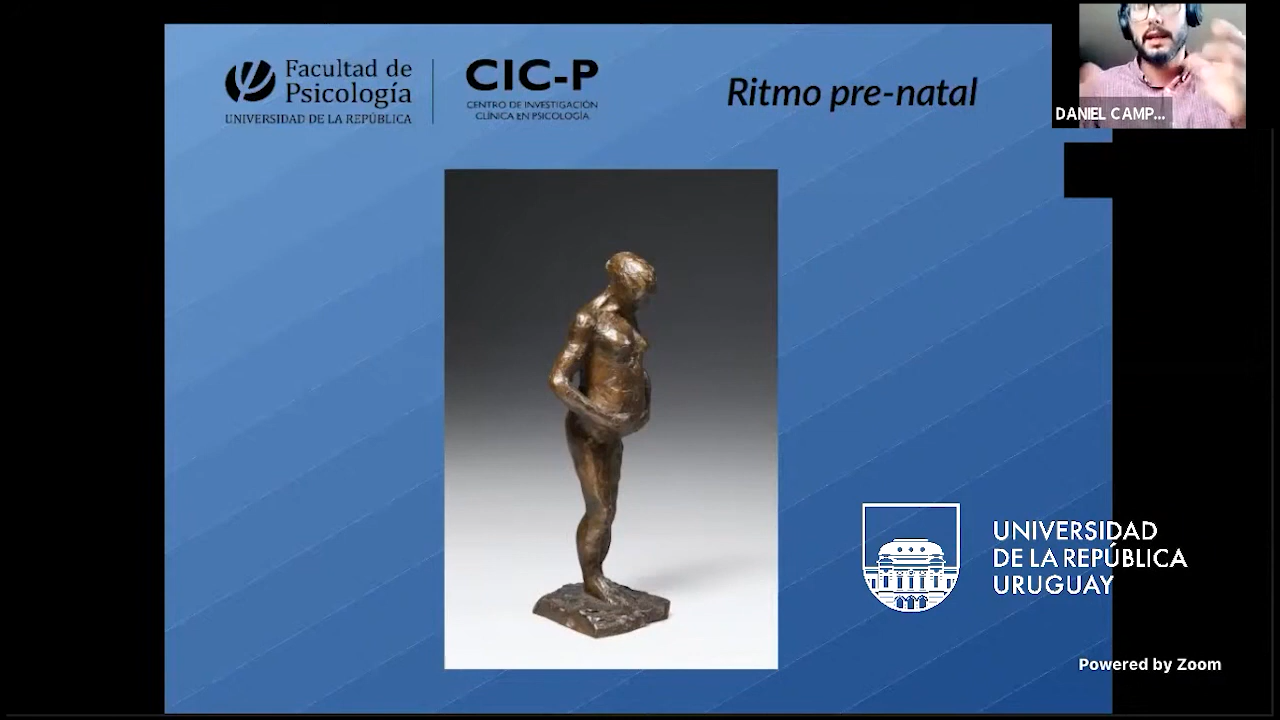 Facultad de
Psicología
UNIVERSIDAD DE LA REPÚBLICA
CIC-P
CENTRO DE INVESTIGACIÓN
CLÍNICA EN PSICOLOGÍA
Ritmo pre-natal
DANIEL CAMP...
UNIVERSIDAD
DE LA REPÚBLICA
URUGUAY
Powered by Zoom